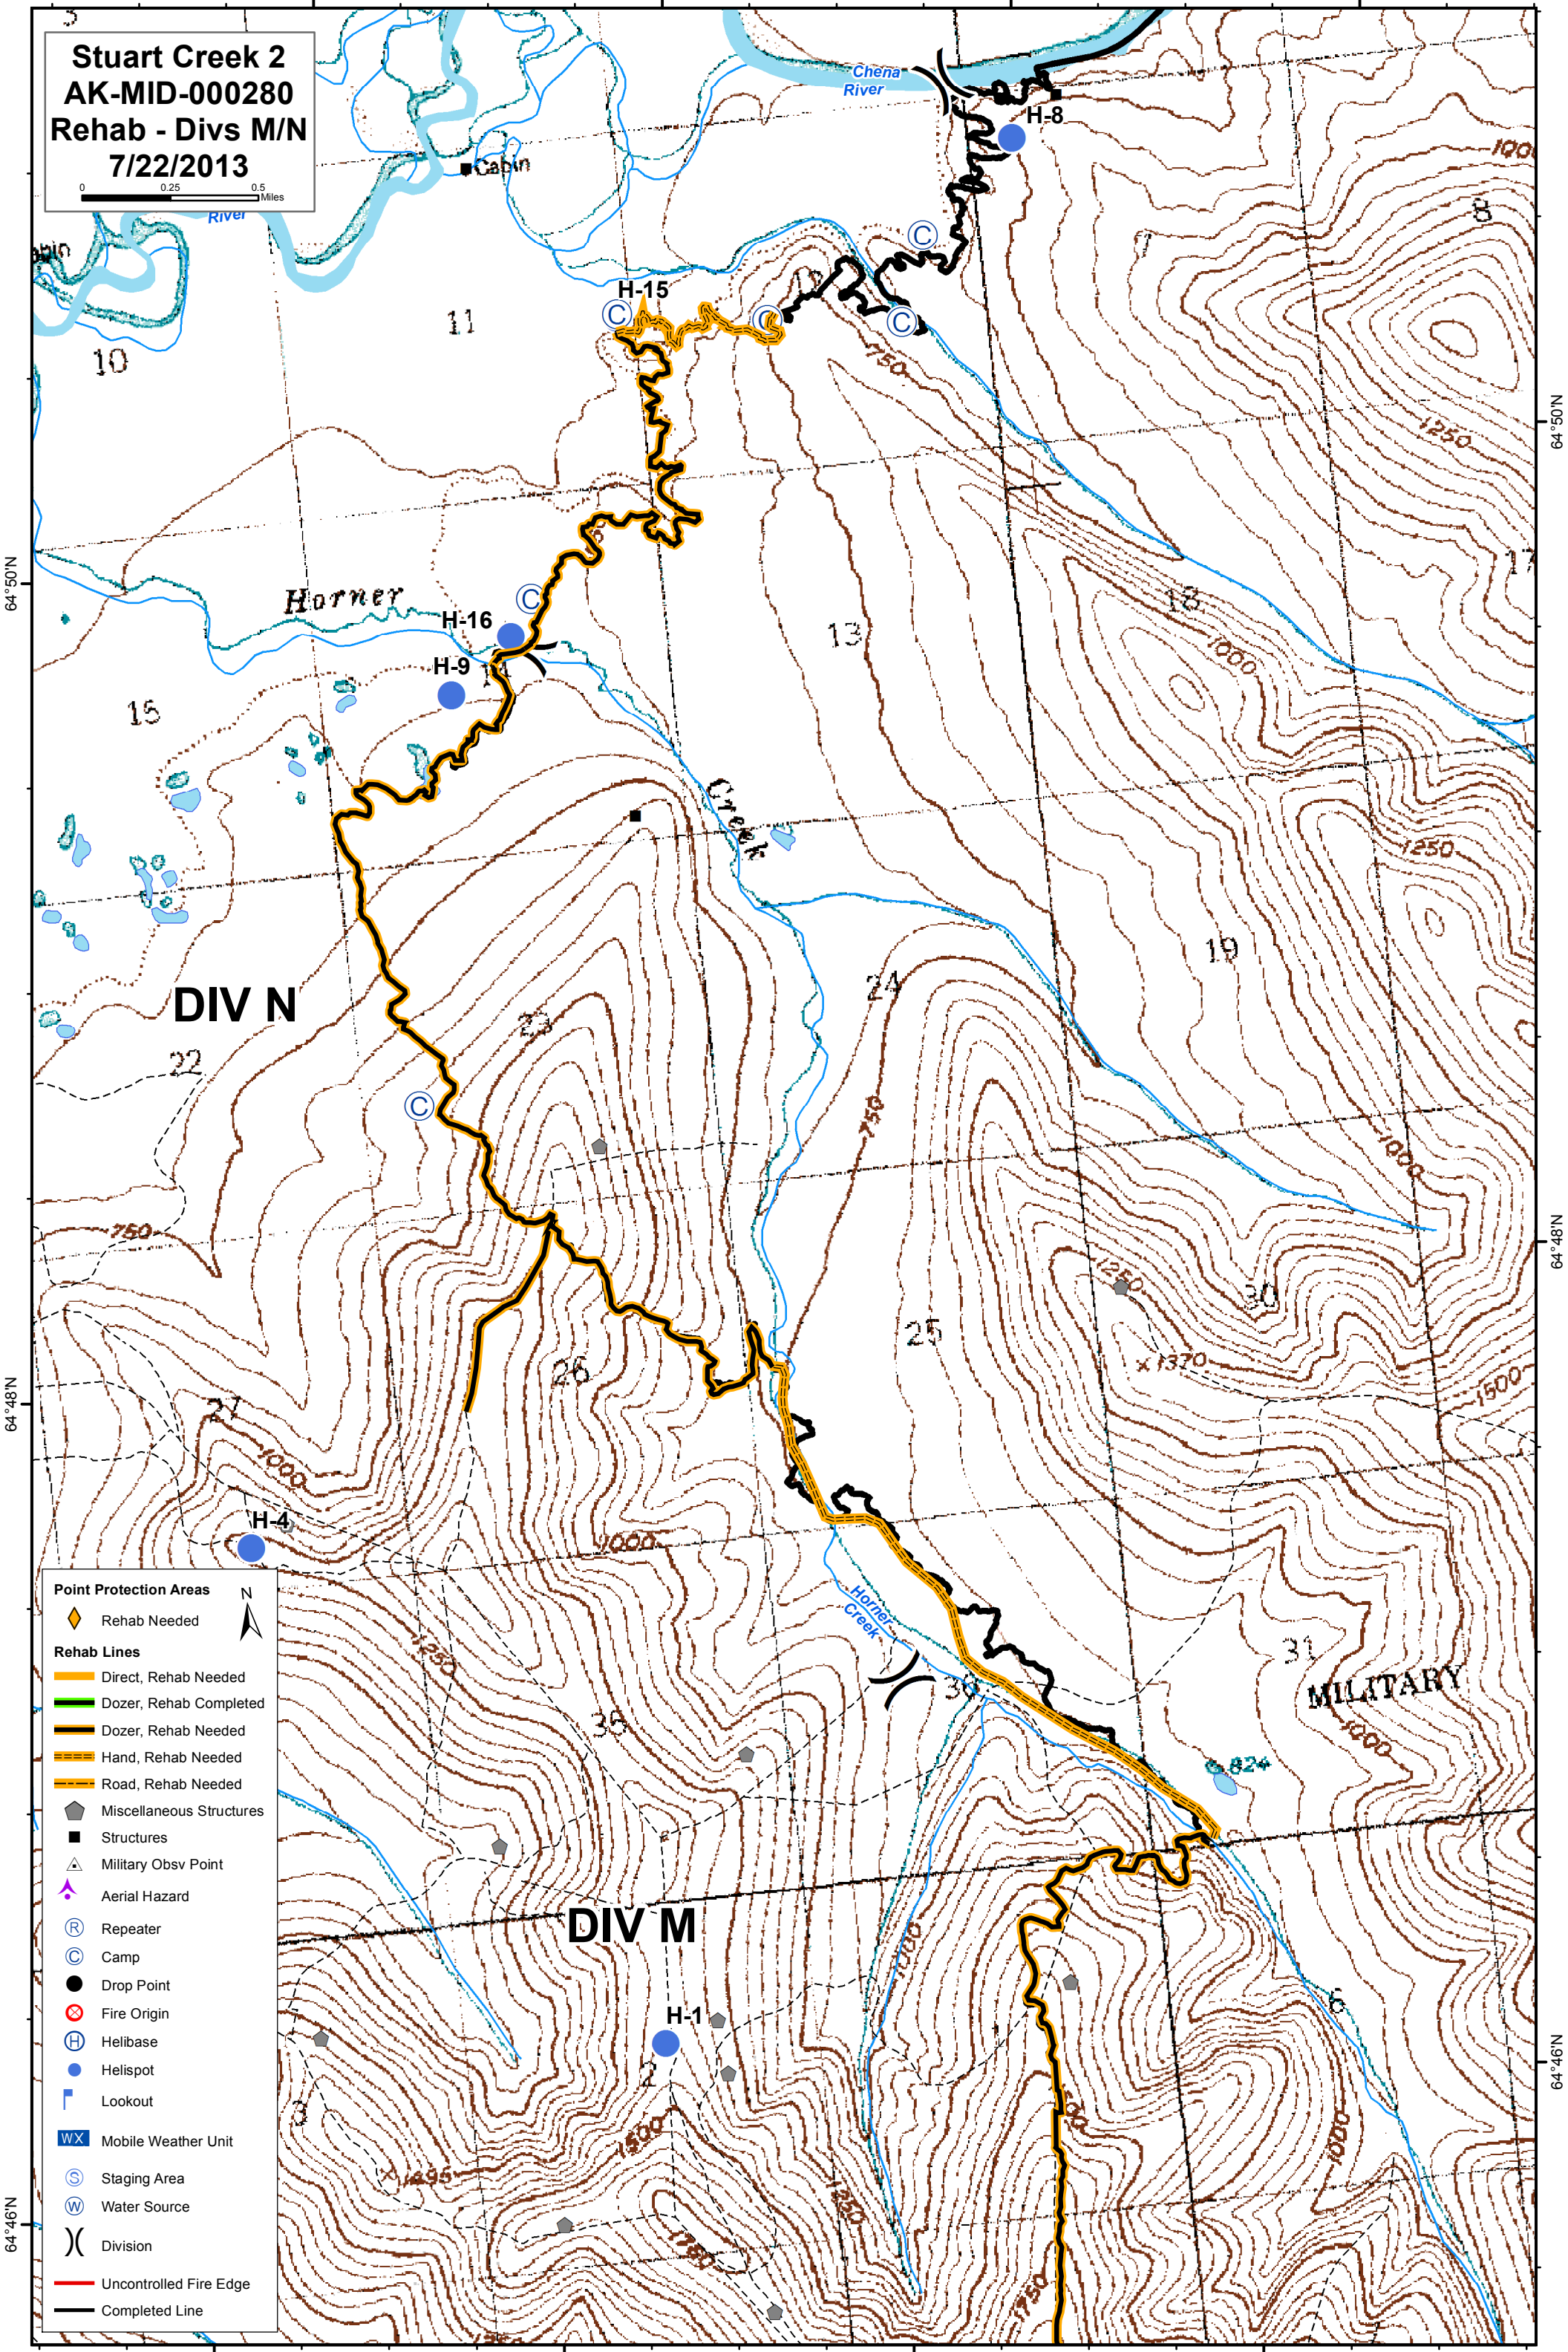 Stuart Creek 2
AK-MID-000280
Rehab - Divs M/N
7/22/2013
0 0.25 0.5
Miles
River
Cabin
Chena
River
H-8
1000
8
7
11
10
H-15
C
C
C
C
12
750
1250
64°50'N
64°50'N
Horner
C
H-16
H-9
14
15
13
18
17
1000
Creek
1250
DIV N
22
23
24
19
C
750
750
1000
1250
30
64°48'N
64°48'N
25
26
27
x1370
1500
1000
H-4
1000
Horner
Creek
1250
31
MILITARY
36
35
1000
824
DIV M
H-1
2
3
6
1500
1750
1250
1000
64°46'N
64°46'N
Point Protection Areas
N
Rehab Needed
Rehab Lines
Direct, Rehab Needed
Dozer, Rehab Completed
Dozer, Rehab Needed
Hand, Rehab Needed
Road, Rehab Needed
Miscellaneous Structures
Structures
Military Obsv Point
Aerial Hazard
R Repeater
C Camp
Drop Point
Fire Origin
H Helibase
Helispot
Lookout
WX Mobile Weather Unit
S Staging Area
W Water Source
Division
Uncontrolled Fire Edge
Completed Line